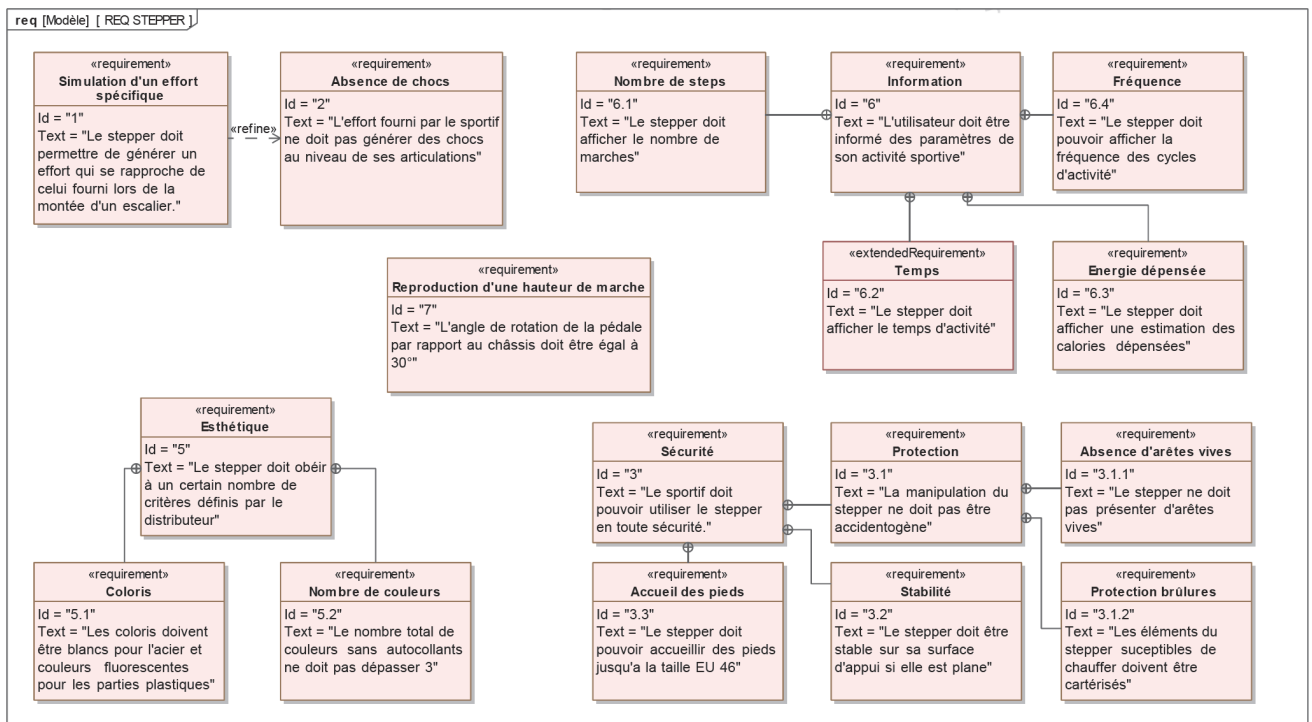 req [Modèle] [ REQ STEPPER ]
«requirement»
Simulation d'un effort
spécifique
Id = "1"
Text = "Le stepper doit
permettre de générer un
effort qui se rapproche de
celui fourni lors de la
montée d'un escalier."
«refine»
«requirement»
Absence de chocs
Id = "2"
Text = "L'effort fourni par le sportif
ne doit pas générer des chocs
au niveau de ses articulations"
«requirement»
Nombre de steps
Id = "6.1"
Text = "Le stepper doit
afficher le nombre de
marches"
«requirement»
Information
Id = "6"
Text = "L'utilisateur doit être
informé des paramètres de
son activité sportive"
«requirement»
Fréquence
Id = "6.4"
Text = "Le stepper doit
pouvoir afficher la
fréquence des cycles
d'activité"
«extendedRequirement»
Temps
Id = "6.2"
Text = "Le stepper doit
afficher le temps d'activité"
«requirement»
Energie dépensée
Id = "6.3"
Text = "Le stepper doit
afficher une estimation des
calories dépensées"
«requirement»
Reproduction d'une hauteur de marche
Id = "7"
Text = "L'angle de rotation de la pédale
par rapport au châssis doit être égal à
30°"
«requirement»
Esthétique
Id = "5"
Text = "Le stepper doit obéir
à un certain nombre de
critères définis par le
distributeur"
«requirement»
Coloris
Id = "5.1"
Text = "Les coloris doivent
être blancs pour l'acier et
couleurs fluorescentes
pour les parties plastiques"
«requirement»
Nombre de couleurs
Id = "5.2"
Text = "Le nombre total de
couleurs sans autocollants
ne doit pas dépasser 3"
«requirement»
Sécurité
Id = "3"
Text = "Le sportif doit
pouvoir utiliser le stepper
en toute sécurité."
«requirement»
Protection
Id = "3.1"
Text = "La manipulation du
stepper ne doit pas être
accidentogène"
«requirement»
Absence d'arêtes vives
Id = "3.1.1"
Text = "Le stepper ne doit
pas présenter d'arêtes
vives"
«requirement»
Accueil des pieds
Id = "3.3"
Text = "Le stepper doit
pouvoir accueillir des pieds
jusqu'a la taille EU 46"
«requirement»
Stabilité
Id = "3.2"
Text = "Le stepper doit être
stable sur sa surface
d'appui si elle est plane"
«requirement»
Protection brûlures
Id = "3.1.2"
Text = "Les éléments du
stepper suceptibles de
chauffer doivent être
cartérisés"